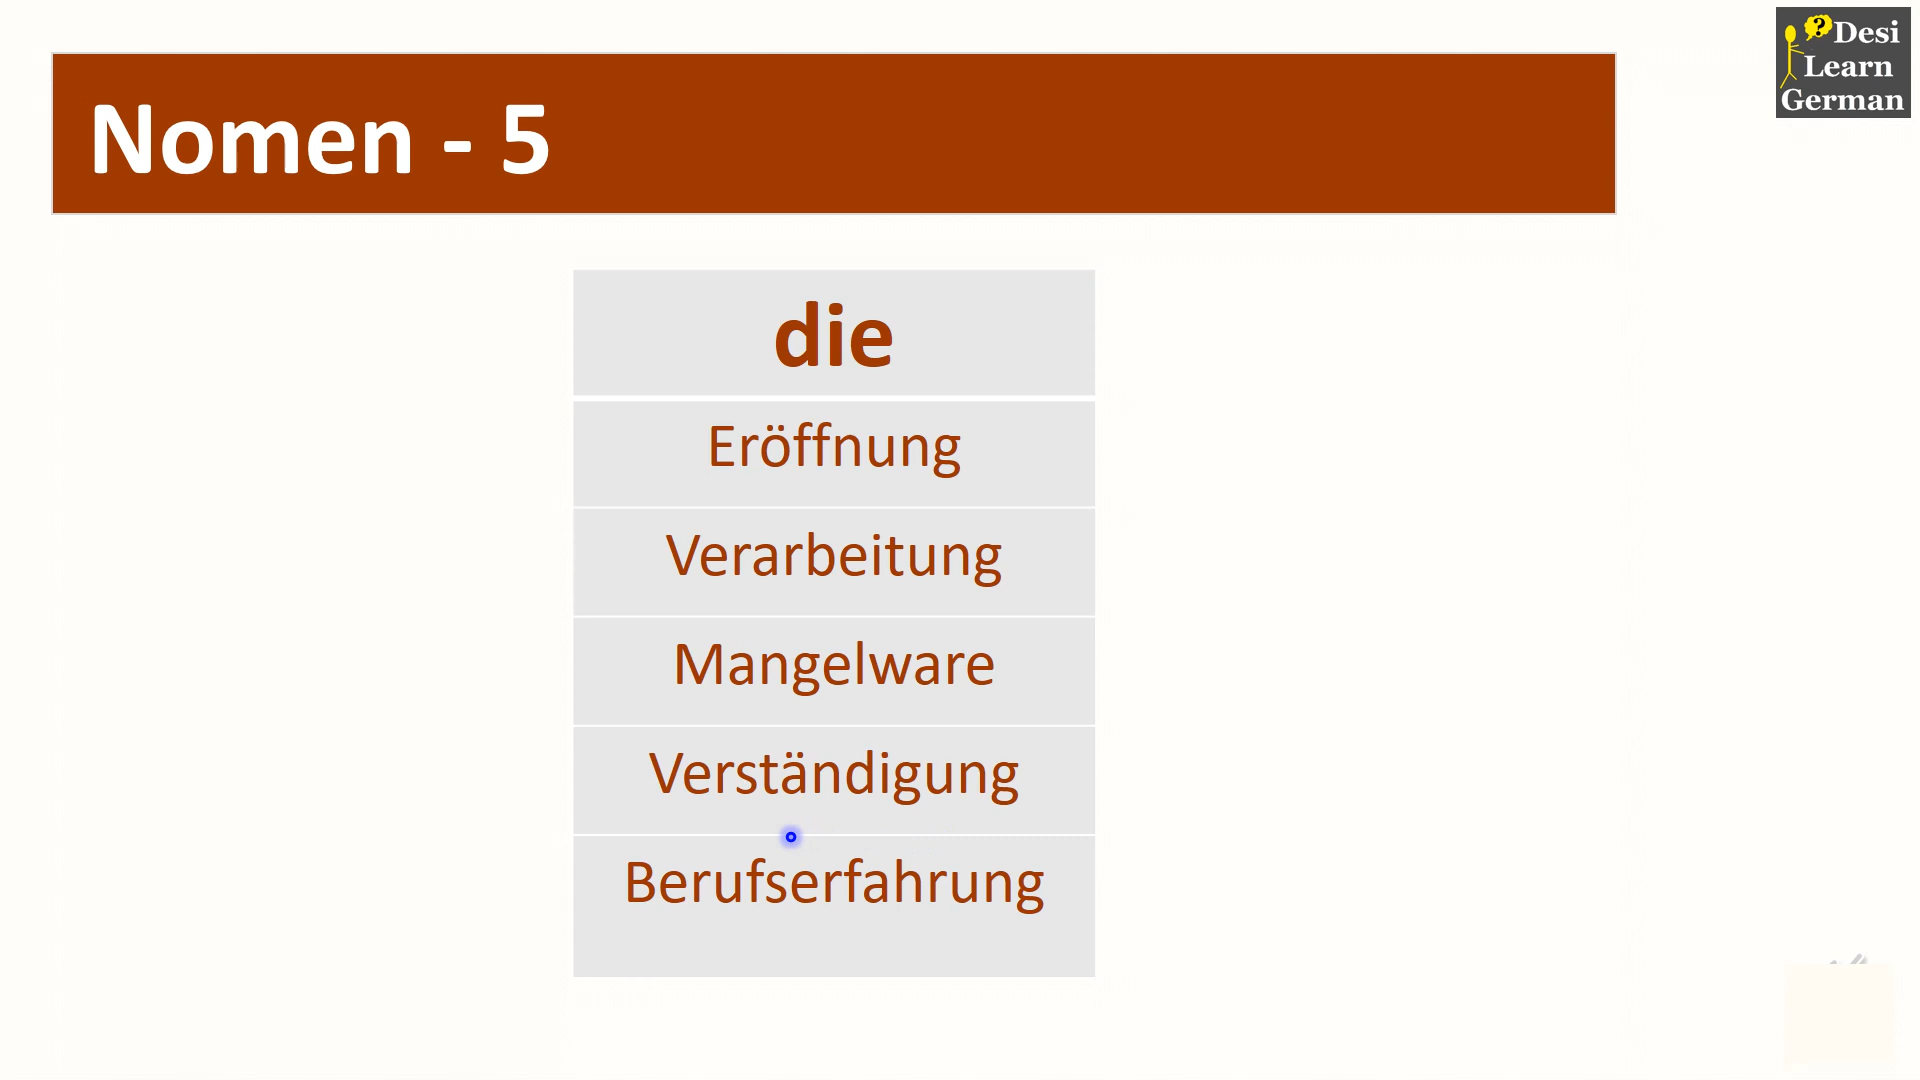 Nomen - 5
?
Desi
Learn
German
die
Eröffnung
Verarbeitung
Mangelware
Verständigung
Berufserfahrung